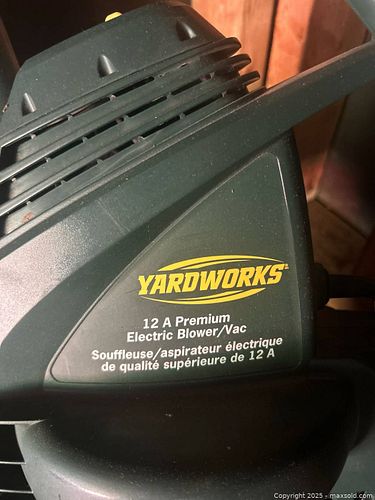 YARDWORKS
12 A Premium
Electric Blower/Vac
Souffleuse/aspirateur électrique
de qualité supérieure de 12 A
Copyright 2025 - maxsold.com